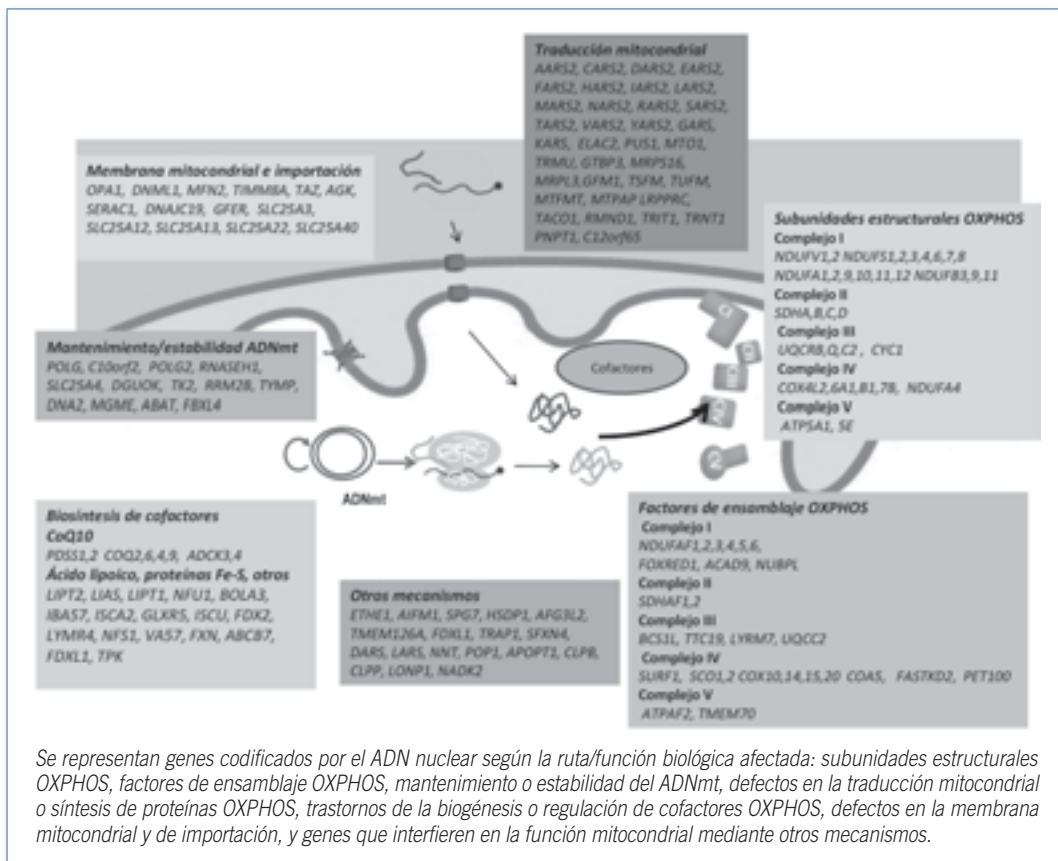 Traducción mitocondrial
AARS2, CARS2, DARS2, EARS2,
FARS2, HARS2, IARS2, LARS2,
MARS2, NARS2, RARS2, SARS2,
TARS2, VARS2, YARS2, GARS,
KARS, ELAC2, PUS1, MTO1,
TRMU, GTBP3, MRPS16,
MRPL3,GFM1, TSFM, TUFM,
MTFMT, MTPAP LRPPRC,
TACO1, RMND1, TRIT1, TRNT1
PNPT1, C12orf65
Membrana mitocondrial e importación
OPA1, DNML1, MFN2, TIMM8A, TAZ, AGK,
SERAC1, DNAJC19, GFER, SLC25A3,
SLC25A12, SLC25A13, SLC25A22, SLC25A40
Subunidades estructurales OXPHOS
Complejo I
NDUFV1,2 NDUFS1,2,3,4,6,7,8
NDUFA1,2,9,10,11,12 NDUFB3,9,11
Complejo II
SDHA,B,C,D
Complejo III
UQCRB,Q,C2 , CYC1
Complejo IV
COX4L2,6A1,B1,7B, NDUFA4
Complejo V
ATP5A1, 5E
Mantenimiento/estabilidad ADNmt
POLG, C10orf2, POLG2, RNASEH1,
SLC25A4, DGUOK, TK2, RRM2B, TYMP,
DNA2, MGME, ABAT, FBXL4
Cofactores
ADNmt
Biosíntesis de cofactores
CoQ10
PDSS1,2 COQ2,6,4,9, ADCK3,4
Ácido lipoico, proteínas Fe-S, otros
LIPT2, LIAS, LIPT1, NFU1, BOLA3,
IBA57, ISCA2, GLXR5, ISCU, FDX2,
LYMR4, NFS1, VAS7, FXN, ABCB7,
FDXL1, TPK
Otros mecanismos
ETHE1, AIFM1, SPG7, HSDP1, AFG3L2,
TMEM126A, FDXL1, TRAP1, SFXN4,
DARS, LARS, NNT, POP1, APOPT1, CLPB,
CLPP, LONP1, NADK2
Factores de ensamblaje OXPHOS
Complejo I
NDUFAF1,2,3,4,5,6,
FOXRED1, ACAD9, NUBPL
Complejo II
SDHAF1,2
Complejo III
BCS1L, TTC19, LYRM7, UQCC2
Complejo IV
SURF1, SCO1,2 COX10,14,15,20 COA5, FASTKD2, PET100
Complejo V
ATPAF2, TMEM70
Se representan genes codificados por el ADN nuclear según la ruta/función biológica afectada: subunidades estructurales
OXPHOS, factores de ensamblaje OXPHOS, mantenimiento o estabilidad del ADNmt, defectos en la traducción mitocondrial
o síntesis de proteínas OXPHOS, trastornos de la biogénesis o regulación de cofactores OXPHOS, defectos en la membrana
mitocondrial y de importación, y genes que interfieren en la función mitocondrial mediante otros mecanismos.